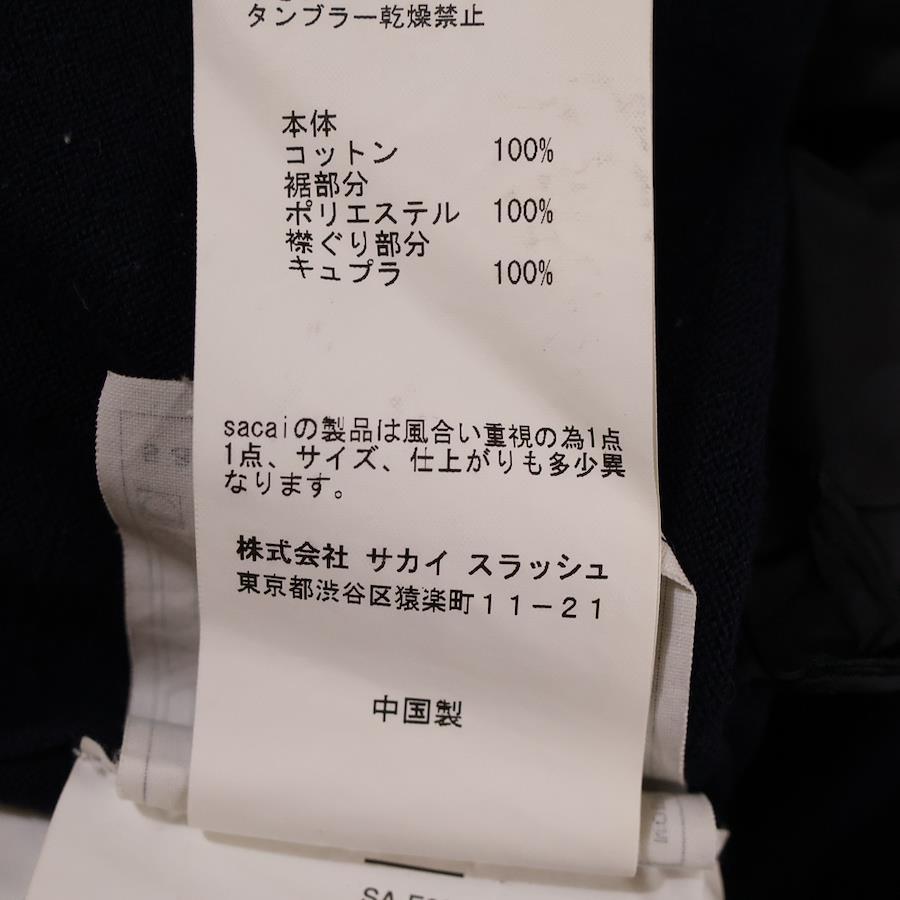 タンブラー乾燥禁止
本体
コットン 100%
裾部分
ポリエステル 100%
襟ぐり部分
キュプラ 100%
sacaiの製品は風合い重視の為1点
1点、サイズ、仕上がりも多少異
なります。
株式会社 サカイ スラッシュ
東京都渋谷区猿楽町11-21
中国製